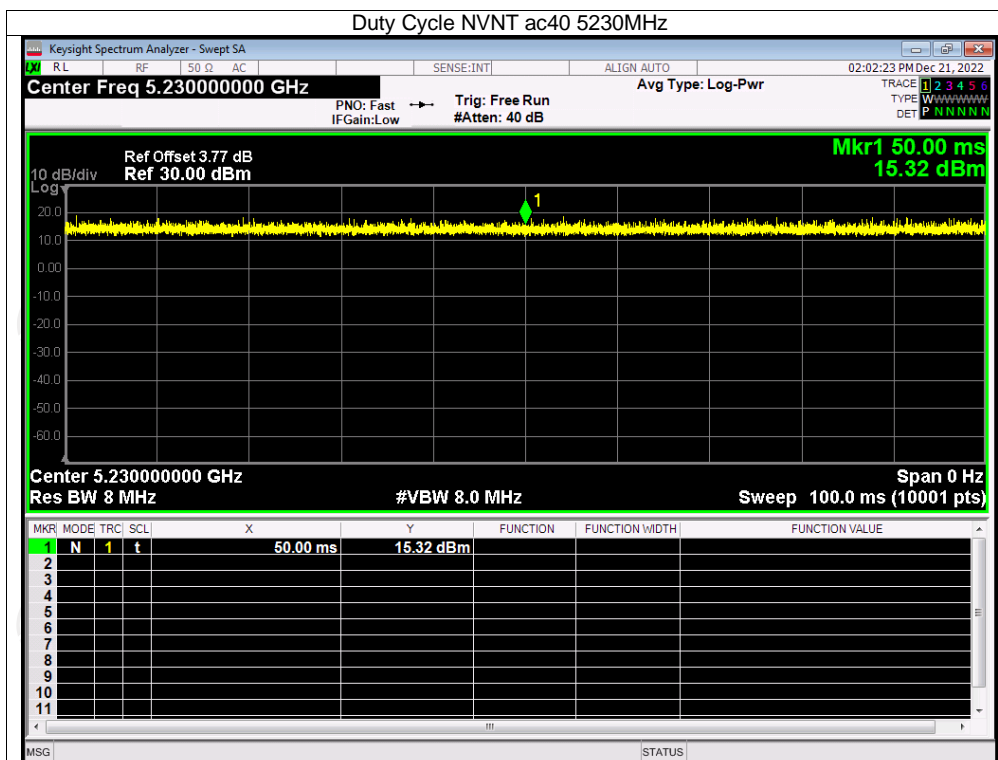 Duty Cycle NVNT ac40 5230MHz
Keysight Spectrum Analyzer - Swept SA
LXI RL RF 50 Ω AC SENSE:INT ALIGN AUTO 02:02:23 PM Dec 21, 2022
Center Freq 5.230000000 GHz Avg Type: Log-Pwr TRACE 1 2 3 4 5 6
PNO: Fast Trig: Free Run TYPE WWWWWW
IFGain:Low #Atten: 40 dB DET P N N N N N
Ref Offset 3.77 dB Mkr1 50.00 ms
10 dB/div Ref 30.00 dBm 15.32 dBm
Log
1
20.0
10.0
0.00
-10.0
-20.0
-30.0
-40.0
-50.0
-60.0
Center 5.230000000 GHz Span 0 Hz
Res BW 8 MHz #VBW 8.0 MHz Sweep 100.0 ms (10001 pts)
MKR MODE TRC SCL X Y FUNCTION FUNCTION WIDTH FUNCTION VALUE
1 N 1 t 50.00 ms 15.32 dBm
2
3
4
5
6
7
8
9
10
11
MSG STATUS